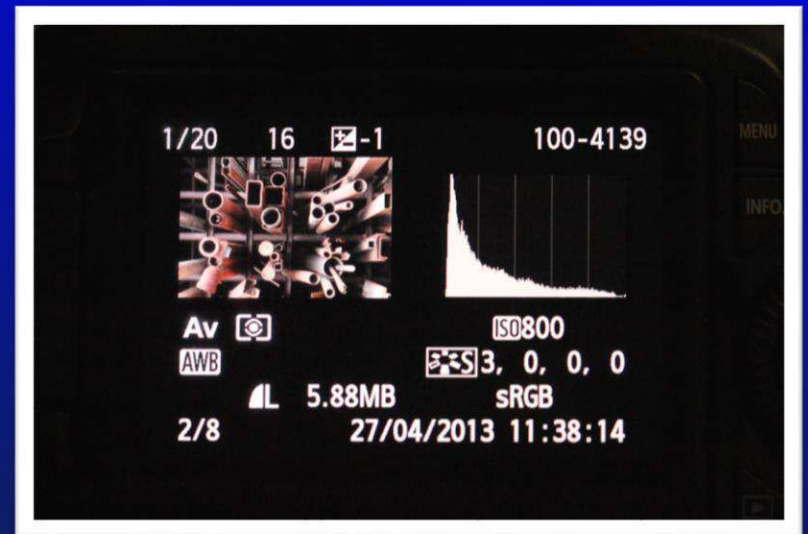 1/20 16 -1 100-4139
MENU
INFO.
Av ISO800
AWB S 3, 0, 0, 0
L 5.88MB sRGB
2/8 27/04/2013 11:38:14